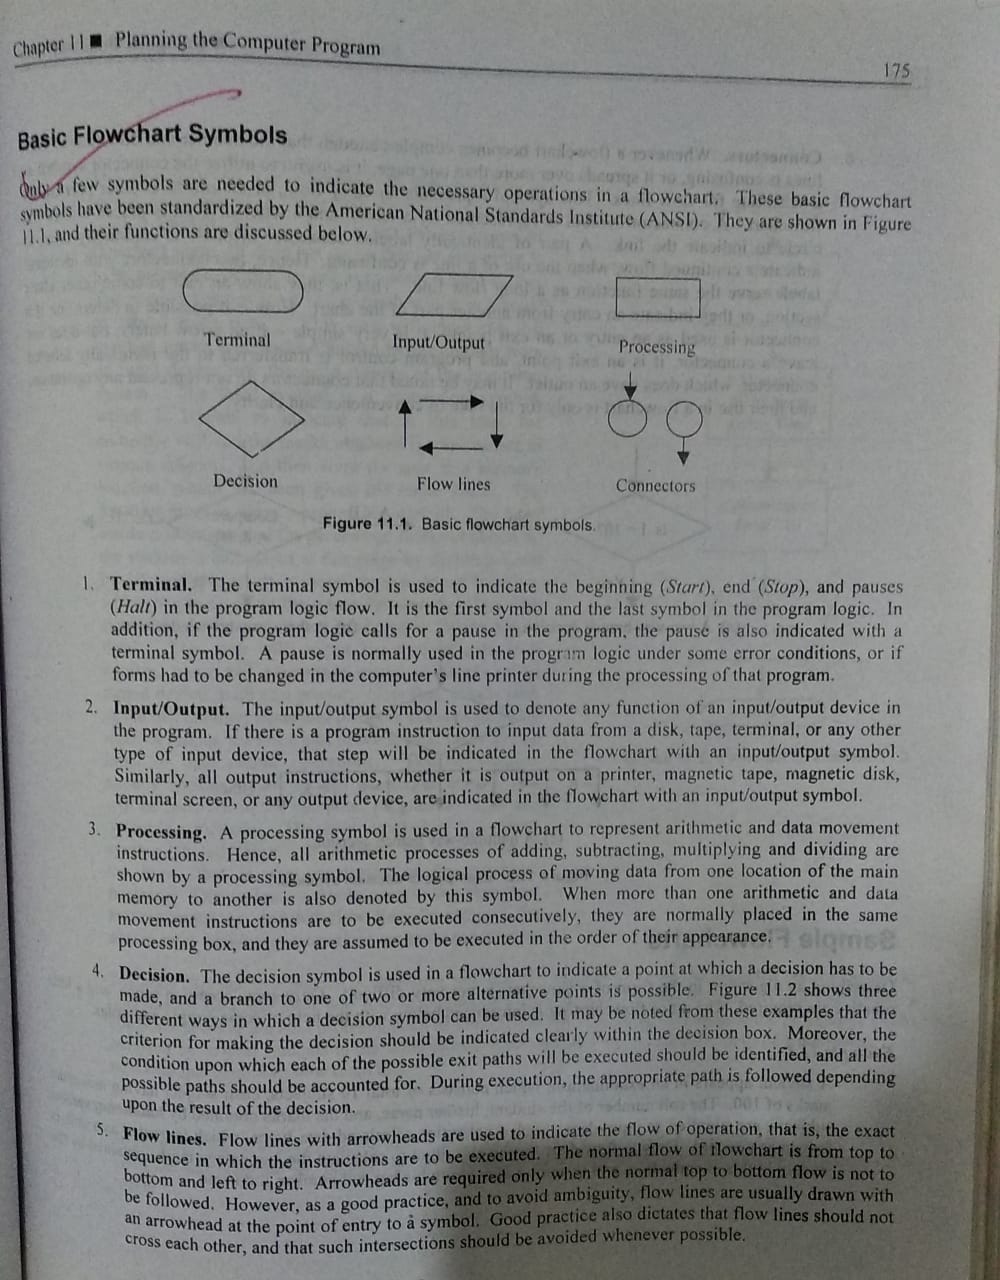 Chapter 11 ■ Planning the Computer Program
175
Basic Flowchart Symbols
Only a few symbols are needed to indicate the necessary operations in a flowchart. These basic flowchart
symbols have been standardized by the American National Standards Institute (ANSI). They are shown in Figure
11.1, and their functions are discussed below.
Terminal
Input/Output
Processing
Decision
Flow lines
Connectors
Figure 11.1. Basic flowchart symbols.
1. Terminal. The terminal symbol is used to indicate the beginning (Start), end (Stop), and pauses
(Halt) in the program logic flow. It is the first symbol and the last symbol in the program logic. In
addition, if the program logic calls for a pause in the program, the pause is also indicated with a
terminal symbol. A pause is normally used in the program logic under some error conditions, or if
forms had to be changed in the computer's line printer during the processing of that program.
2. Input/Output. The input/output symbol is used to denote any function of an input/output device in
the program. If there is a program instruction to input data from a disk, tape, terminal, or any other
type of input device, that step will be indicated in the flowchart with an input/output symbol.
Similarly, all output instructions, whether it is output on a printer, magnetic tape, magnetic disk,
terminal screen, or any output device, are indicated in the flowchart with an input/output symbol.
3. Processing. A processing symbol is used in a flowchart to represent arithmetic and data movement
instructions. Hence, all arithmetic processes of adding, subtracting, multiplying and dividing are
shown by a processing symbol. The logical process of moving data from one location of the main
memory to another is also denoted by this symbol. When more than one arithmetic and data
movement instructions are to be executed consecutively, they are normally placed in the same
processing box, and they are assumed to be executed in the order of their appearance.
4. Decision. The decision symbol is used in a flowchart to indicate a point at which a decision has to be
made, and a branch to one of two or more alternative points is possible. Figure 11.2 shows three
different ways in which a decision symbol can be used. It may be noted from these examples that the
criterion for making the decision should be indicated clearly within the decision box. Moreover, the
condition upon which each of the possible exit paths will be executed should be identified, and all the
possible paths should be accounted for. During execution, the appropriate path is followed depending
upon the result of the decision.
5. Flow lines. Flow lines with arrowheads are used to indicate the flow of operation, that is, the exact
sequence in which the instructions are to be executed. The normal flow of flowchart is from top to
bottom and left to right. Arrowheads are required only when the normal top to bottom flow is not to
be followed. However, as a good practice, and to avoid ambiguity, flow lines are usually drawn with
an arrowhead at the point of entry to a symbol. Good practice also dictates that flow lines should not
cross each other, and that such intersections should be avoided whenever possible.